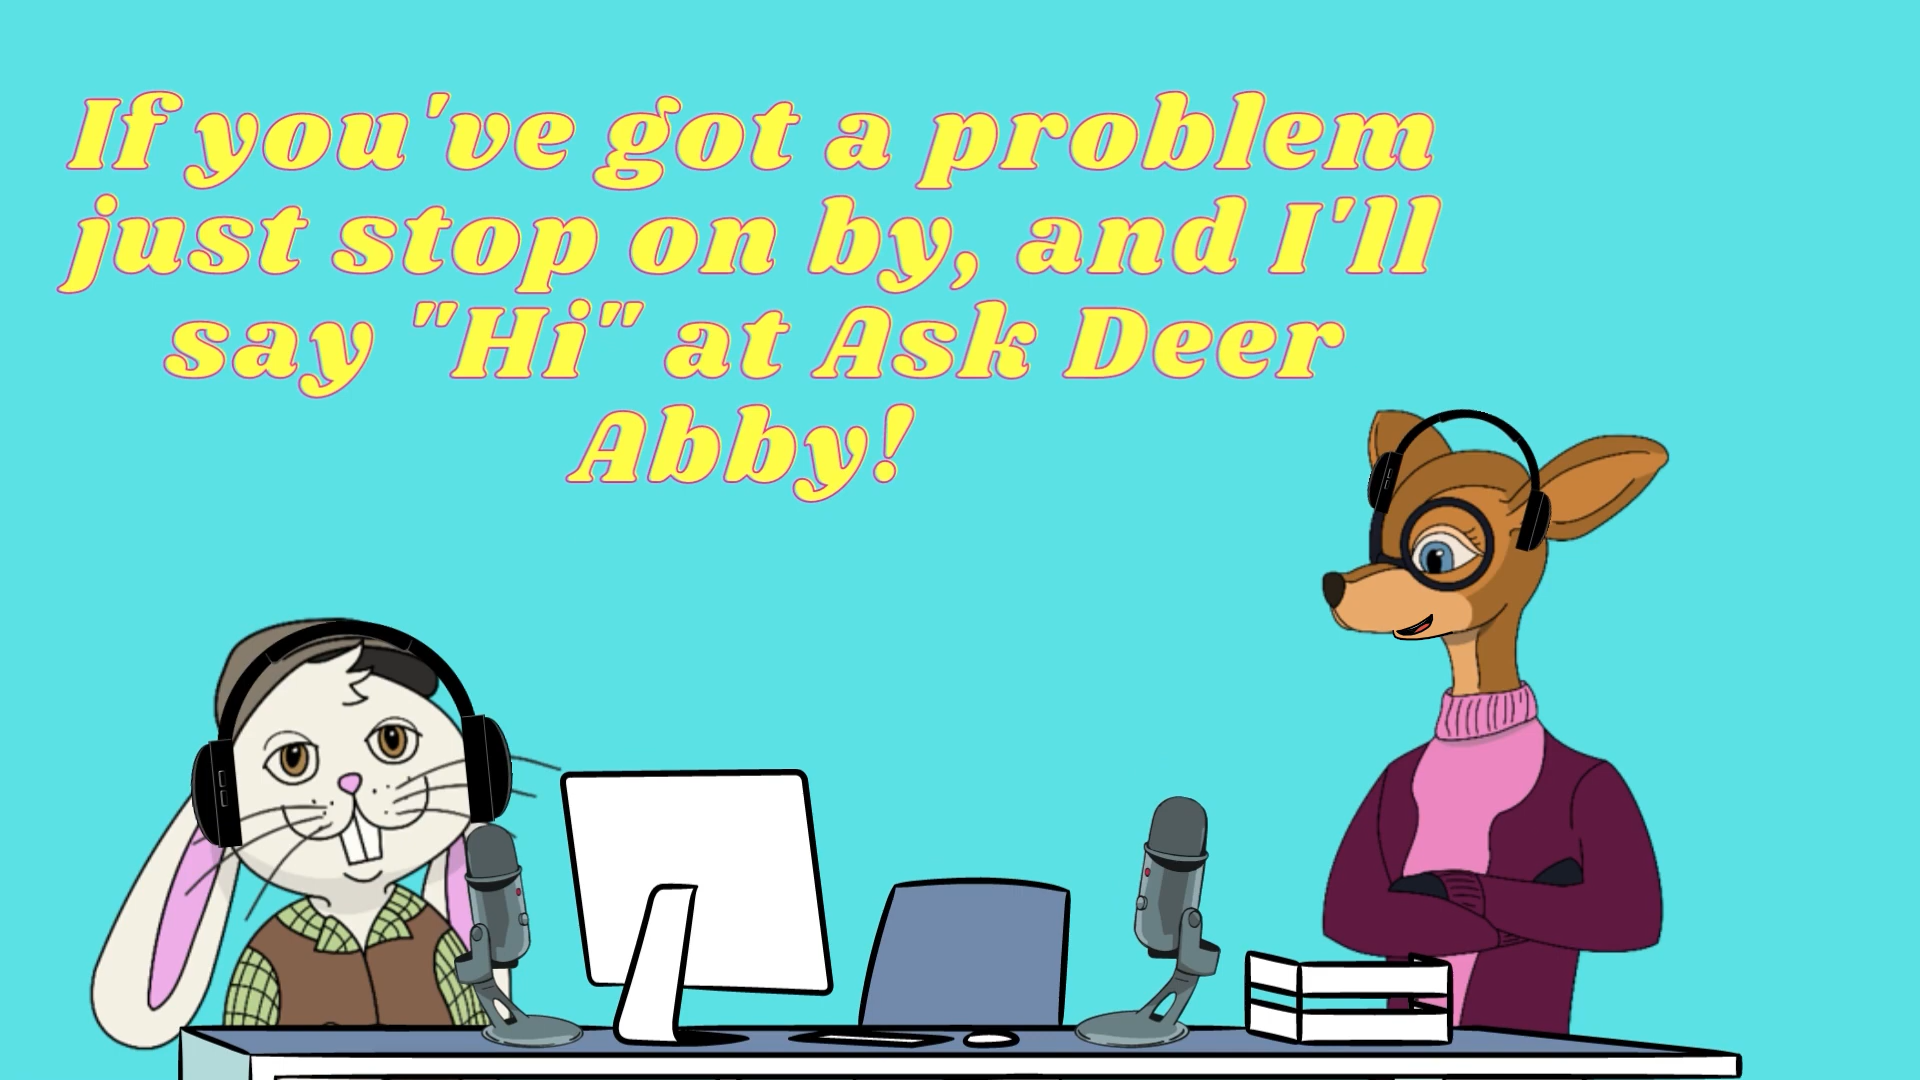 If you've got a problem
just stop on by, and I'll
say "Hi" at Ask Deer
Abby!